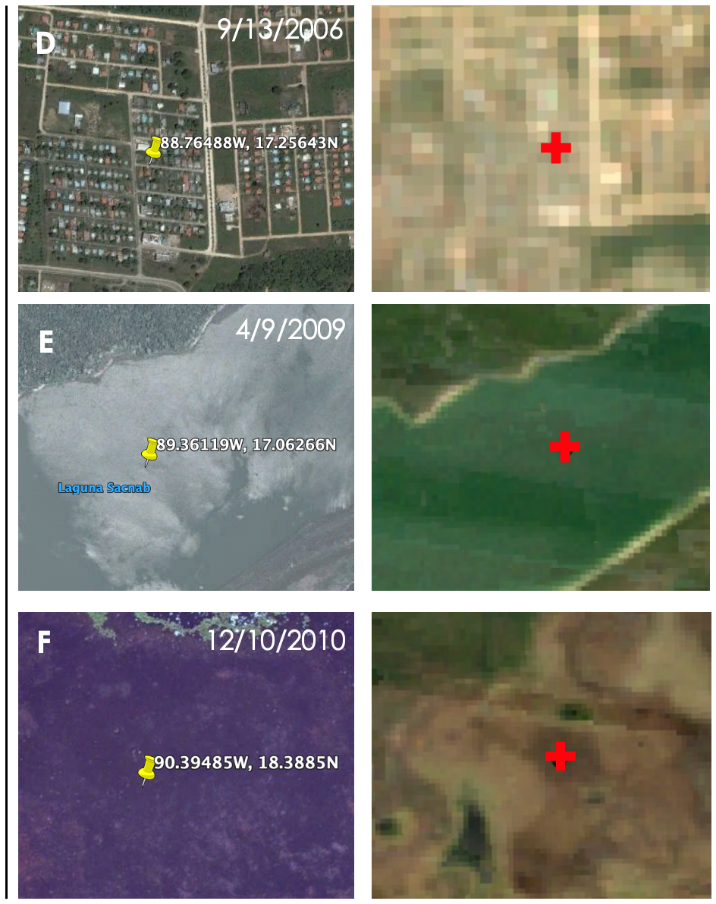 D
9/13/2006
88.76488W, 17.25643N
E
4/9/2009
89.36119W, 17.06266N
Laguna Sacnab
F
12/10/2010
90.39485W, 18.3885N